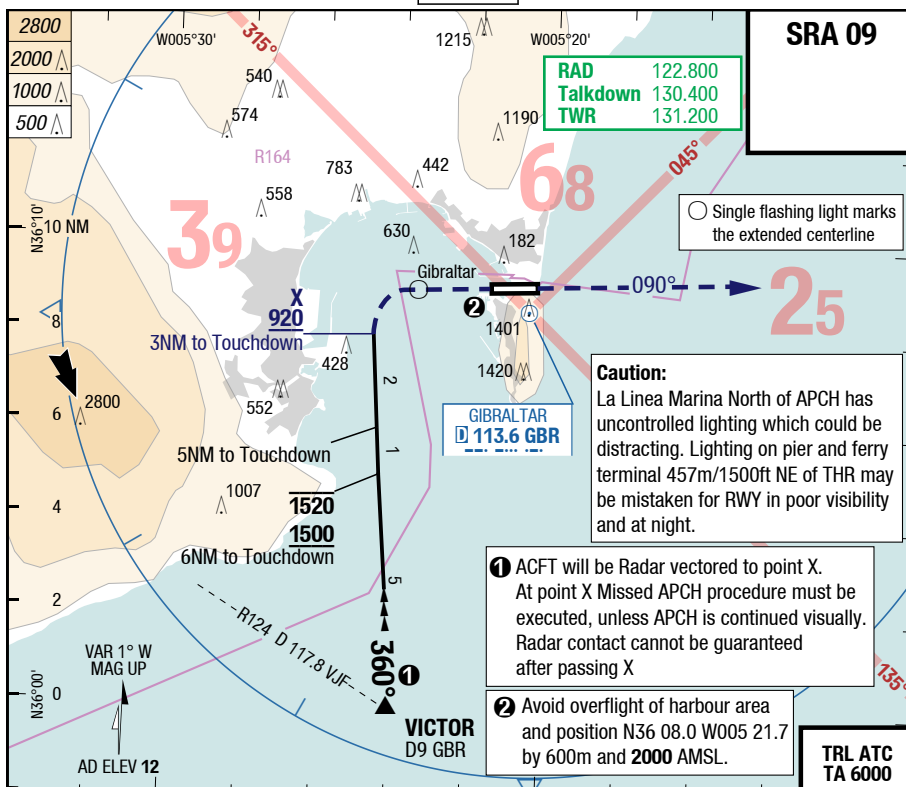 2800
2000
1000
500
W005°30'
1215
W005°20'
SRA 09
315°
540
574
RAD 122.800
Talkdown 130.400
TWR 131.200
1190
R164
783
442
68
045°
558
39
N36°10'
10 NM
630
182
Single flashing light marks
the extended centerline
Gibraltar
090°
25
X
920
3NM to Touchdown
8
2
1401
428
1420
552
6
2800
GIBRALTAR
D 113.6 GBR
Caution:
La Linea Marina North of APCH has
uncontrolled lighting which could be
distracting. Lighting on pier and ferry
terminal 457m/1500ft NE of THR may
be mistaken for RWY in poor visibility
and at night.
5NM to Touchdown
1
4
1007
1520
1500
6NM to Touchdown
5
2
R124 D 117.8 VJF
360° 1
1 ACFT will be Radar vectored to point X.
At point X Missed APCH procedure must be
executed, unless APCH is continued visually.
Radar contact cannot be guaranteed
after passing X
135°
VAR 1° W
MAG UP
N36°00'
0
VICTOR
D9 GBR
2 Avoid overflight of harbour area
and position N36 08.0 W005 21.7
by 600m and 2000 AMSL.
AD ELEV 12
TRL ATC
TA 6000
2